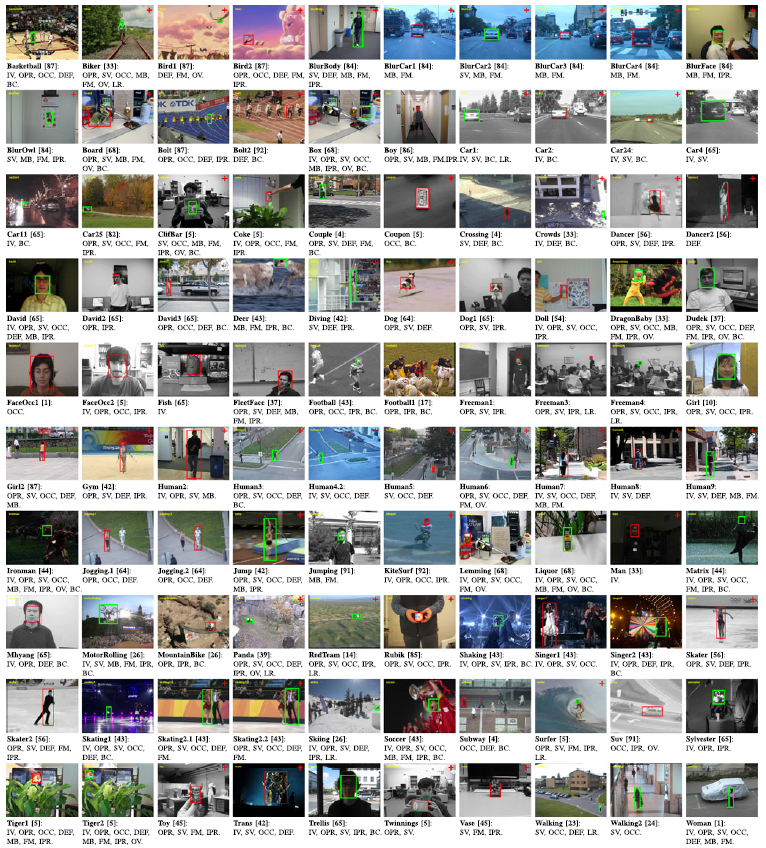 Basketball [87]: Biker [33]: Bird1 [87]: Bird2 [87]: BlurBody [84]: BlurCar1 [84]: BlurCar2 [84]: BlurCar3 [84]: BlurCar4 [84]: BlurFace [84]:
IV, OPR, OCC, DEF, OPR, SV, OCC, MB, DEF, FM, OV. OPR, OCC, DEF, FM, SV, DEF, MB, FM, MB, FM. SV, MB, FM. MB, FM. MB, FM. MB, FM, IPR.
BC. FM, OV, LR. IPR. IPR.
BlurOwl [84]: Board [68]: Bolt [87]: Bolt2 [92]: Box [68]: Boy [86]: Car1: Car2: Car24: Car4 [65]:
SV, MB, FM, IPR. OPR, SV, MB, FM, OPR, OCC, DEF, IPR. DEF, BC. IV, OPR, SV, OCC, OPR, SV, MB, FM, IPR. IV, SV, BC, LR. IV, BC. IV, SV, BC. IV, SV.
OV, BC. MB, IPR, OV, BC.
Car11 [65]: Car25 [82]: ClifBar [5]: Coke [5]: Couple [4]: Coupon [5]: Crossing [4]: Crowds [33]: Dancer [56]: Dancer2 [56]:
IV, BC. OPR, SV, OCC, FM, SV, OCC, MB, FM, IV, OPR, OCC, FM, OPR, SV, DEF, FM, OCC, BC. SV, DEF, BC. IV, DEF, BC. OPR, SV, DEF, IPR. DEF.
IPR. IPR, OV, BC. IPR. BC.
David [65]: David2 [65]: David3 [65]: Deer [43]: Diving [42]: Dog [64]: Dog1 [65]: Doll [54]: DragonBaby [33]: Dudek [37]:
IV, OPR, SV, OCC, OPR, IPR. OPR, OCC, DEF, BC. MB, FM, IPR, BC. SV, DEF, IPR. OPR, SV, DEF. OPR, SV, IPR. IV, OPR, SV, OCC, OPR, SV, OCC, MB, OPR, SV, OCC, DEF,
DEF, MB, IPR. IPR. FM, IPR, OV. FM, IPR, OV, BC.
FaceOcc1 [1]: FaceOcc2 [5]: Fish [65]: FleetFace [37]: Football [43]: Football1 [17]: Freeman1: Freeman3: Freeman4: Girl [10]:
OCC. IV, OPR, OCC, IPR. IV. OPR, SV, DEF, MB, OPR, OCC, IPR, BC. OPR, IPR, BC. OPR, SV, IPR. OPR, SV, IPR, LR. OPR, SV, OCC, IPR, OPR, SV, OCC, IPR,
FM, IPR. LR. LR.
Girl2 [87]: Gym [42]: Human2: Human3: Human4.2: Human5: Human6: Human7: Human8: Human9:
OPR, SV, OCC, DEF, OPR, SV, DEF, IPR. IV, OPR, SV, MB. OPR, SV, OCC, DEF, IV, SV, OCC, DEF. SV, OCC, DEF. OPR, SV, OCC, DEF, IV, SV, OCC, DEF, IV, SV, DEF. IV, SV, DEF, MB, FM.
MB. BC. FM, OV. MB, FM.
Ironman [44]: Jogging.1 [64]: Jogging.2 [64]: Jump [42]: Jumping [91]: KiteSurf [92]: Lemming [68]: Liquor [68]: Man [33]: Matrix [44]:
IV, OPR, SV, OCC, OPR, OCC, DEF. OPR, OCC, DEF. OPR, SV, OCC, DEF, MB, FM. IV, OPR, OCC, IPR. IV, OPR, SV, OCC, IV, OPR, SV, OCC, IV. IV, OPR, SV, OCC,
MB, FM, IPR, OV, BC. MB, IPR. FM, OV. MB, FM, OV, BC. FM, IPR, BC.
Mhyang [65]: MotorRolling [26]: MountainBike [26]: Panda [39]: RedTeam [14]: Rubik [85]: Shaking [43]: Singer1 [43]: Singer2 [43]: Skater [56]:
IV, OPR, DEF, BC. IV, SV, MB, FM, IPR, OPR, IPR, BC. OPR, SV, OCC, DEF, OPR, SV, OCC, IPR, OPR, SV, OCC, IPR. IV, OPR, SV, IPR, BC. IV, OPR, SV, OCC. IV, OPR, DEF, IPR, OPR, SV, DEF, IPR.
BC. IPR, OV, LR. LR. BC.
Skater2 [56]: Skating1 [43]: Skating2.1 [43]: Skating2.2 [43]: Skiing [26]: Soccer [43]: Subway [4]: Surfer [5]: Suv [91]: Sylvester [65]:
OPR, SV, DEF, FM, IV, OPR, SV, OCC, OPR, SV, OCC, DEF, OPR, SV, OCC, DEF, IV, OPR, SV, DEF, IV, OPR, SV, OCC, OCC, DEF, BC. OPR, SV, FM, IPR, OCC, IPR, OV. IV, OPR, IPR.
IPR. DEF, BC. FM. FM. IPR, LR. MB, FM, IPR, BC. LR.
Tiger1 [5]: Tiger2 [5]: Toy [45]: Trans [42]: Trellis [65]: Twinnings [5]: Vase [45]: Walking [23]: Walking2 [24]: Woman [1]:
IV, OPR, OCC, DEF, IV, OPR, OCC, DEF, OPR, SV, FM, IPR. IV, SV, OCC, DEF. IV, OPR, SV, IPR, BC. OPR, SV. SV, FM, IPR. SV, OCC, DEF, LR. SV, OCC. IV, OPR, SV, OCC,
MB, FM, IPR. MB, FM, IPR, OV. DEF, MB, FM.